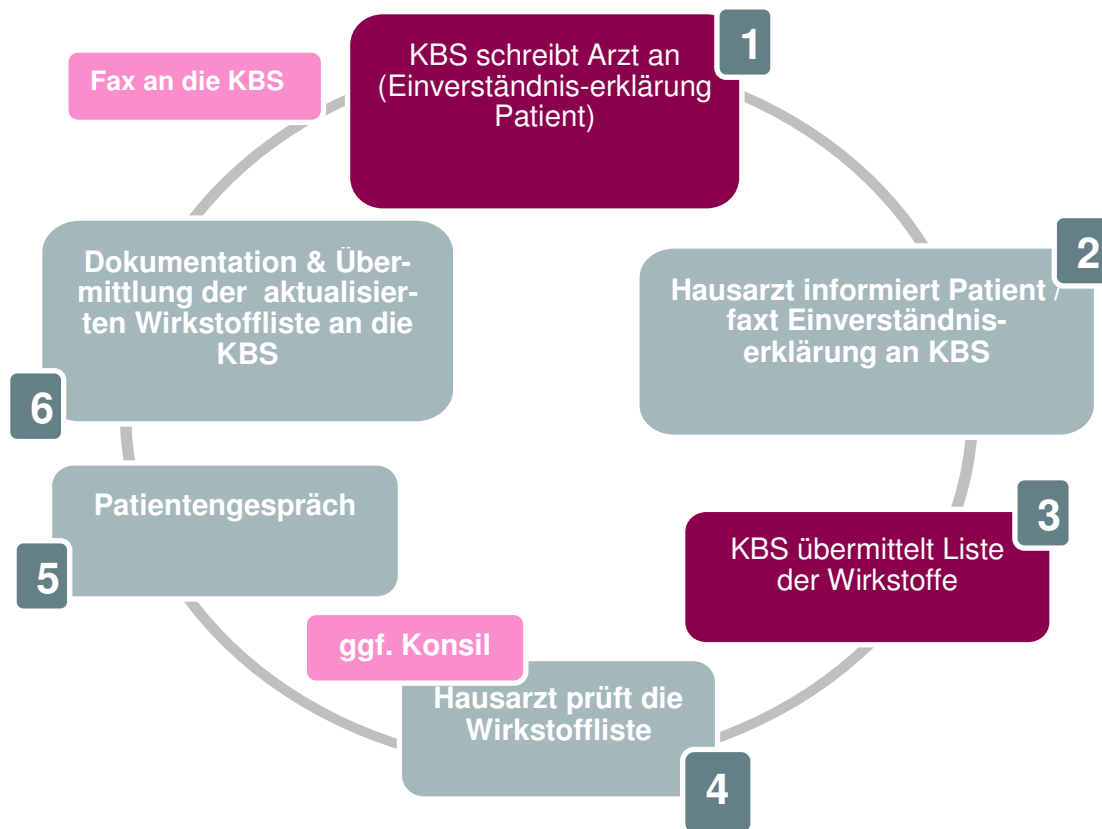 1
KBS schreibt Arzt an
(Einverständnis-erklärung
Patient)
Fax an die KBS
2
Hausarzt informiert Patient /
faxt Einverständnis-
erklärung an KBS
3
KBS übermittelt Liste
der Wirkstoffe
ggf. Konsil
Hausarzt prüft die
Wirkstoffliste
4
Patientengespräch
5
Dokumentation & Über-
mittlung der aktualisier-
ten Wirkstoffliste an die
KBS
6